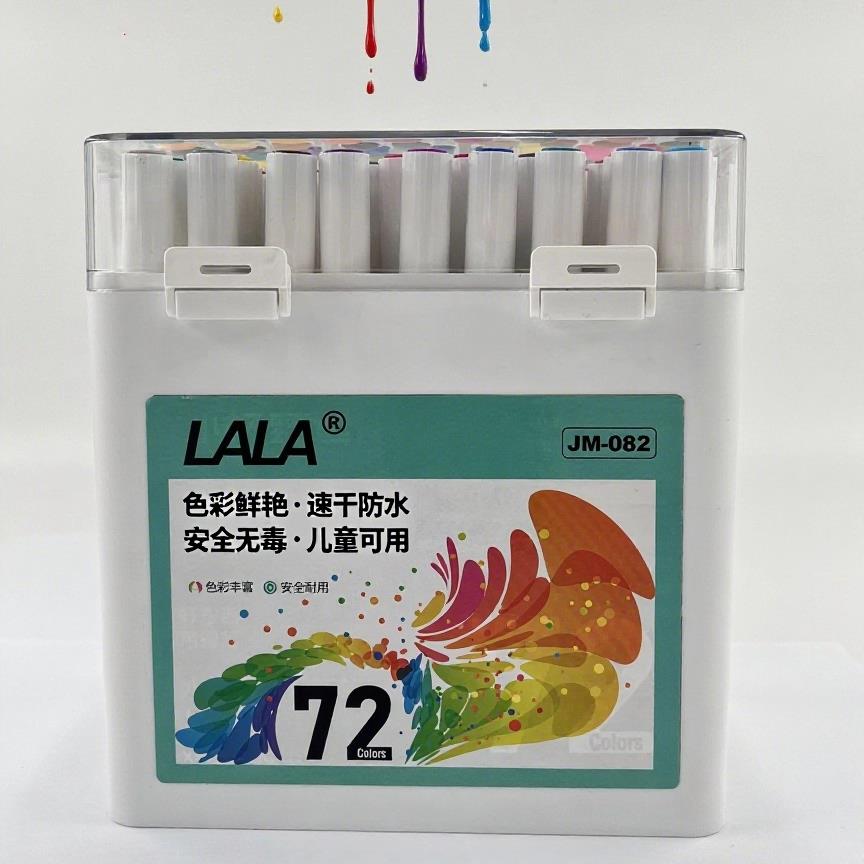 LALA®
JM-082
色彩鲜艳·速干防水
安全无毒·儿童可用
色彩丰富 安全耐用
72
Colors
Colors